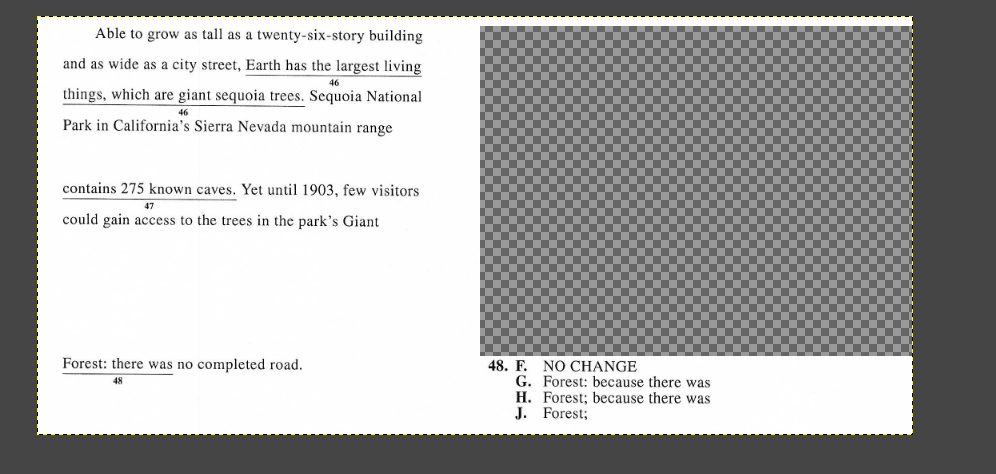 Able to grow as tall as a twenty-six-story building
and as wide as a city street, Earth has the largest living
46
things, which are giant sequoia trees. Sequoia National
46
Park in California's Sierra Nevada mountain range
contains 275 known caves. Yet until 1903, few visitors
47
could gain access to the trees in the park's Giant
Forest: there was no completed road.
48
48. F. NO CHANGE
G. Forest: because there was
H. Forest; because there was
J. Forest;